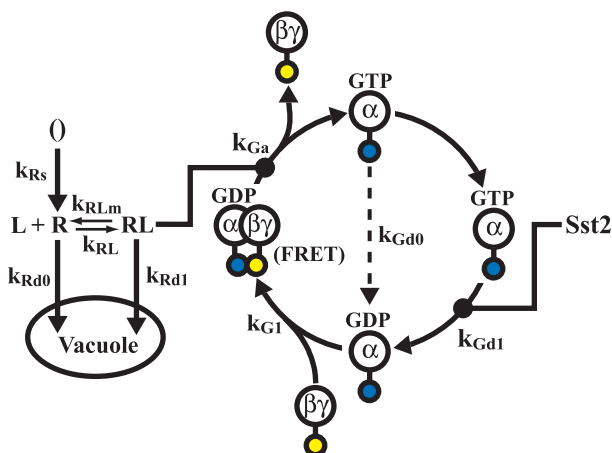 βγ
GTP
α
()
k_Ga
k_Rs
GDP
GTP
k_RLm
L + R
RL
k_RL
α βγ
α
Sst2
k_Gd0
(FRET)
k_Rd0
k_Rd1
Vacuole
k_G1
GDP
α
k_Gd1
βγ